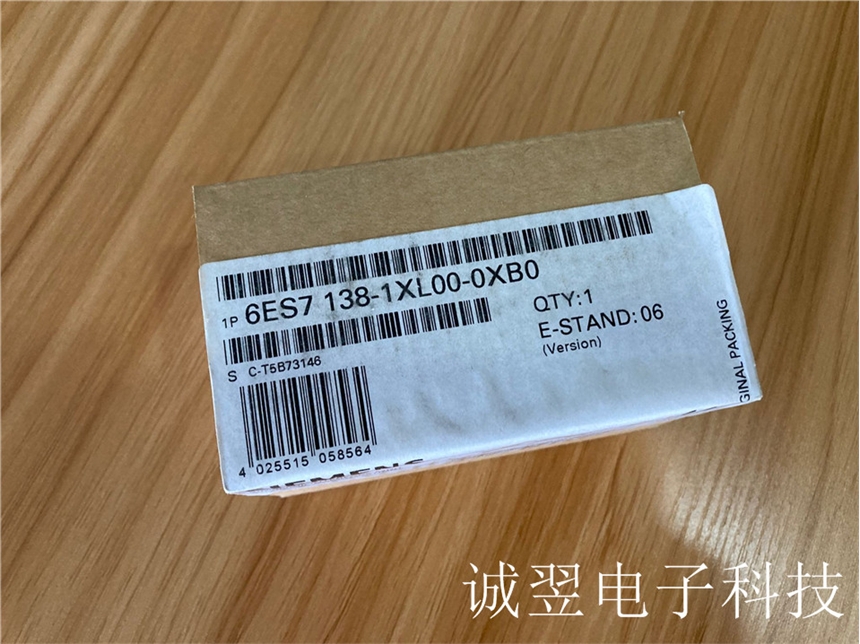 1P 6ES7 138-1XL00-0XB0
QTY:1
E-STAND: 06
(Version)
S C-T5B73146
4 025515 058564
GINAL PACKING
诚翌电子科技